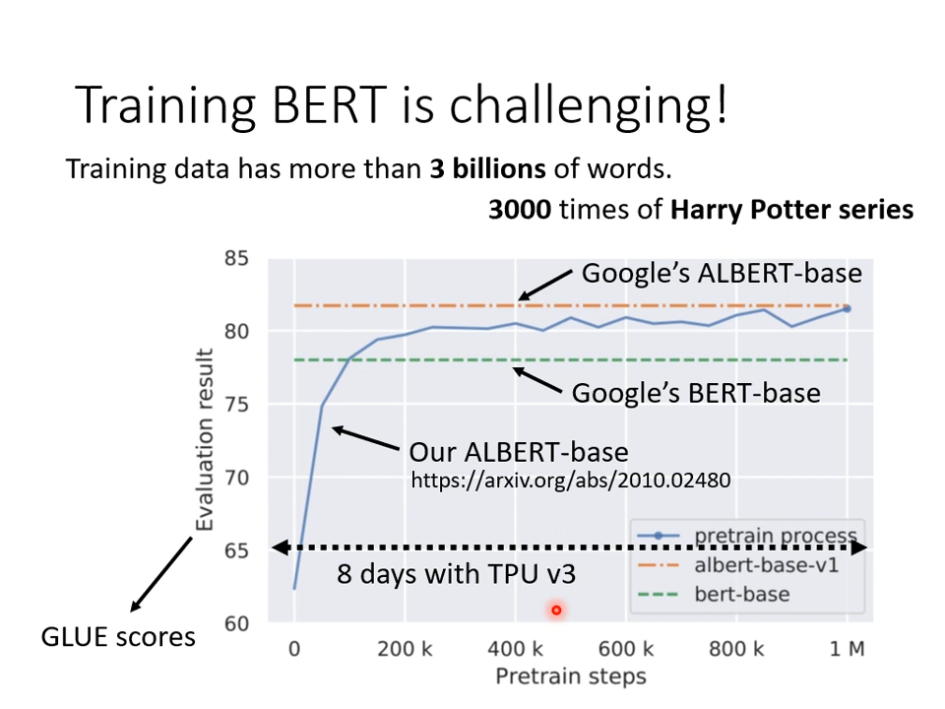 Training BERT is challenging!
Training data has more than 3 billions of words.
3000 times of Harry Potter series
85
80
75
70
65
60
Evaluation result
GLUE scores
Google's ALBERT-base
Google's BERT-base
Our ALBERT-base
https://arxiv.org/abs/2010.02480
8 days with TPU v3
pretrain process
albert-base-v1
bert-base
0 200 k 400 k 600 k 800 k 1 M
Pretrain steps